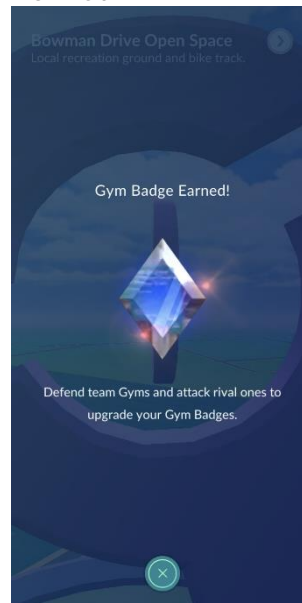 Bowman Drive Open Space
Local recreation ground and bike track.
Gym Badge Earned!
Defend team Gyms and attack rival ones to
upgrade your Gym Badges.